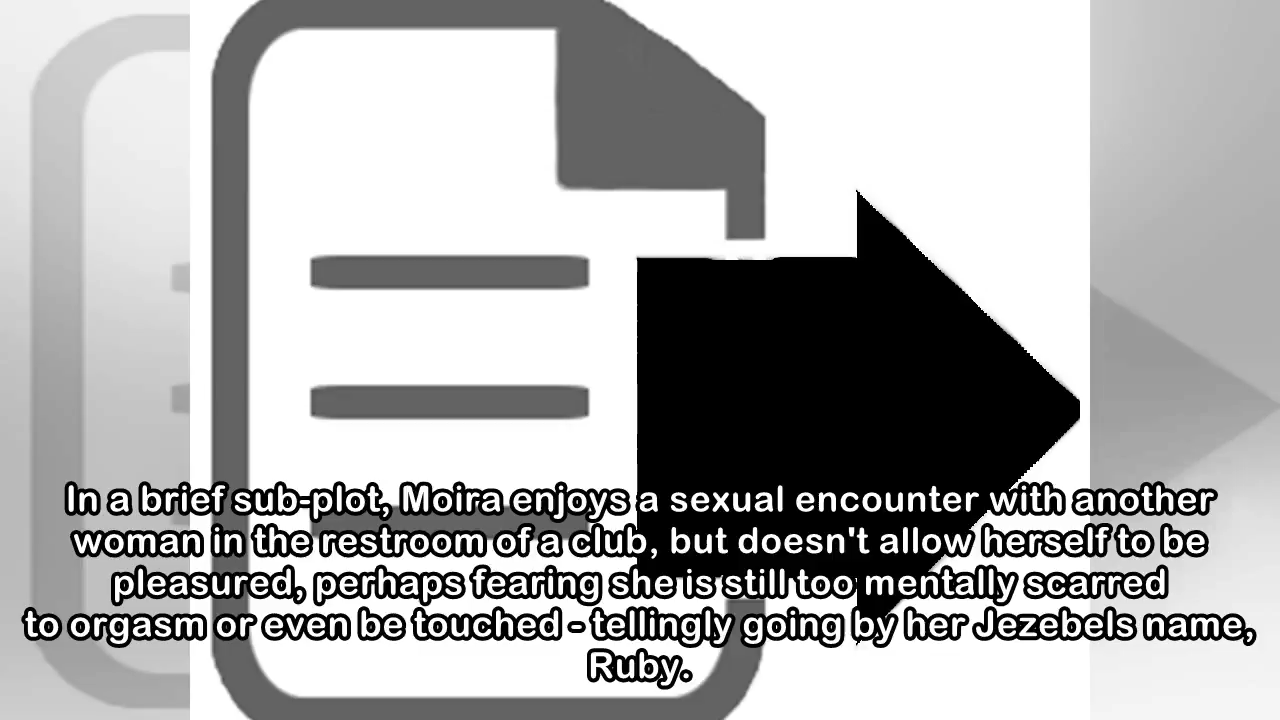 In a brief sub-plot, Moira enjoys a sexual encounter with another
woman in the restroom of a club, but doesn't allow herself to be
pleasured, perhaps fearing she is still too mentally scarred
to orgasm or even be touched - tellingly going by her Jezebels name,
Ruby.